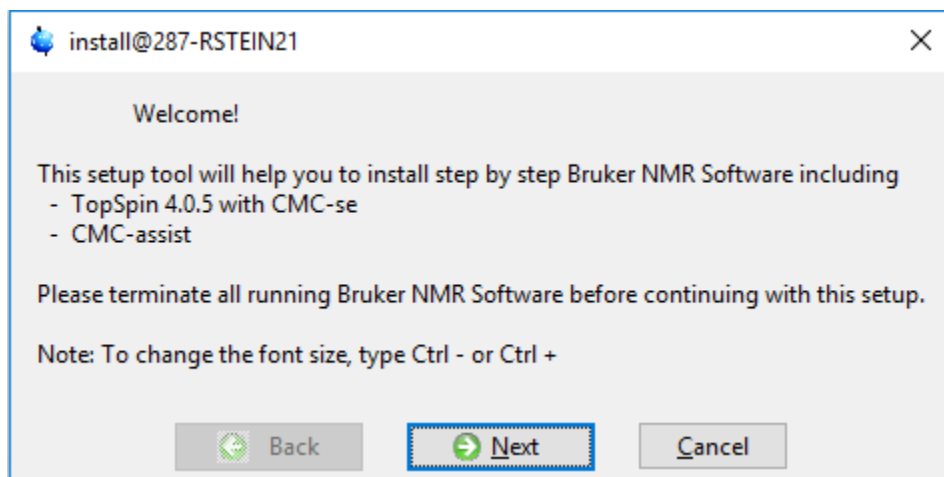 install@287-RSTEIN21
Welcome!
This setup tool will help you to install step by step Bruker NMR Software including
- TopSpin 4.0.5 with CMC-se
- CMC-assist
Please terminate all running Bruker NMR Software before continuing with this setup.
Note: To change the font size, type Ctrl - or Ctrl +
Back
Next
Cancel